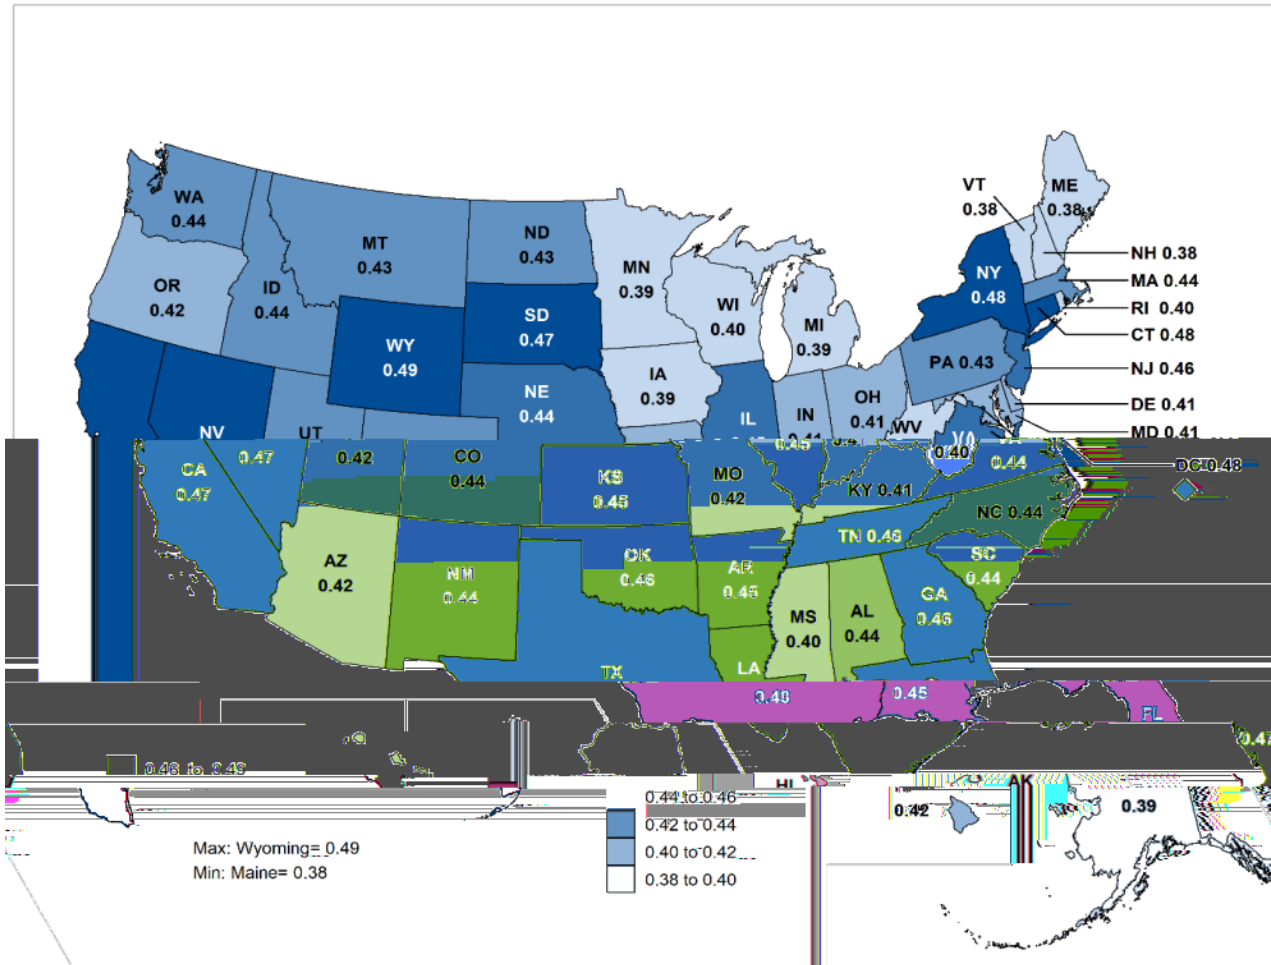 VT
0.38
ME
0.38
WA
0.44
MT
0.43
ND
0.43
MN
0.39
NH 0.38
MA 0.44
RI 0.40
CT 0.48
NJ 0.46
DE 0.41
MD 0.41
DC 0.48
OR
0.42
ID
0.44
WY
0.49
SD
0.47
WI
0.40
MI
0.39
NY
0.48
PA 0.43
NE
0.44
IA
0.39
IL
IN
OH
0.41
WV
0.40
NV
0.47
UT
0.42
CA
0.47
CO
0.44
KS
0.45
MO
0.42
0.45
KY 0.41
0.44
NC 0.44
TN 0.46
SC
0.44
AZ
0.42
0.44
OK
0.46
AR
0.45
MS
0.40
AL
0.44
GA
0.46
TX
LA
0.45
FL
0.47
0.46 to 0.49
HI
0.42
AK
0.39
0.44 to 0.46
0.42 to 0.44
0.40 to 0.42
0.38 to 0.40
Max: Wyoming= 0.49
Min: Maine= 0.38